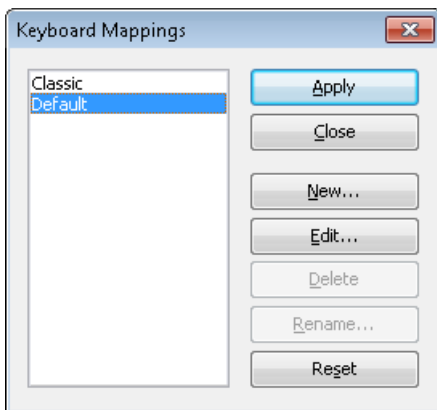 Keyboard Mappings
Classic
Default
Apply
Close
New...
Edit...
Delete
Rename...
Reset